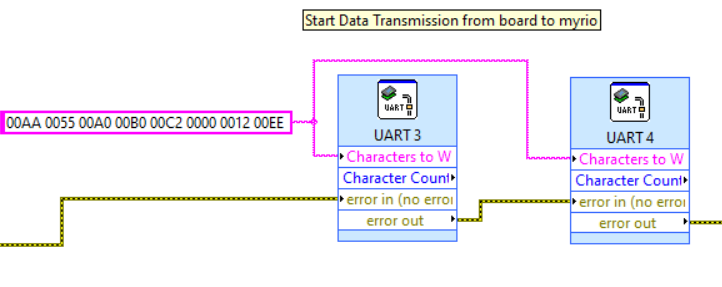 Start Data Transmission from board to myrio
UART
UART
00AA 0055 00A0 00B0 00C2 0000 0012 00EE
UART 3
UART 4
Characters to W
Characters to W
Character Count
Character Count
error in (no error
error in (no error
error out
error out